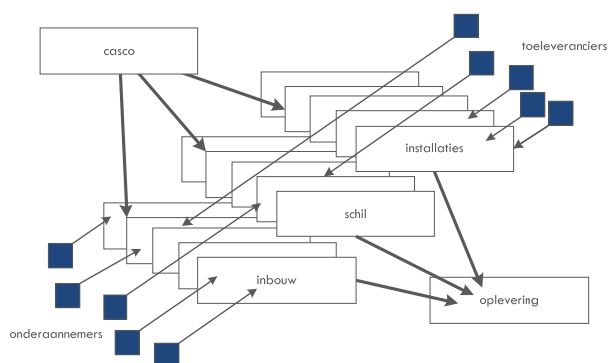 casco
toeleveranciers
installaties
schil
inbouw
oplevering
onderaannemers